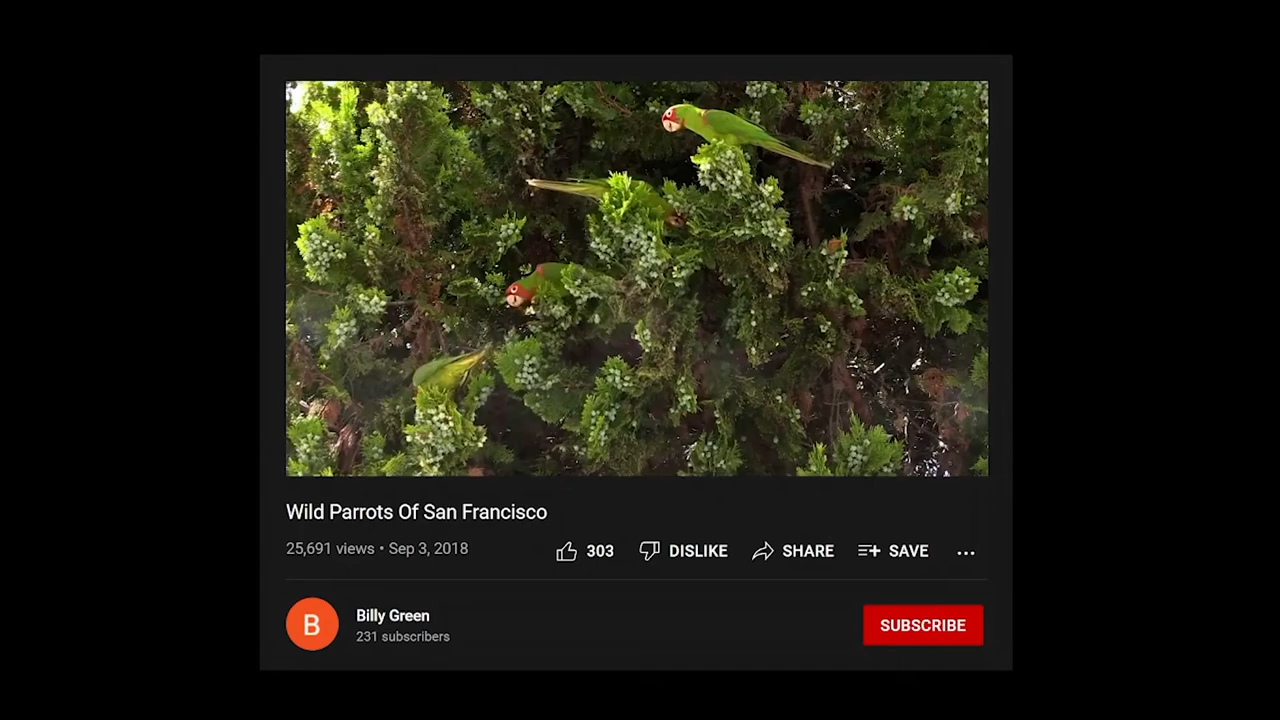 Wild Parrots Of San Francisco
25,691 views • Sep 3, 2018
303 DISLIKE SHARE SAVE ...
B
Billy Green
231 subscribers
SUBSCRIBE